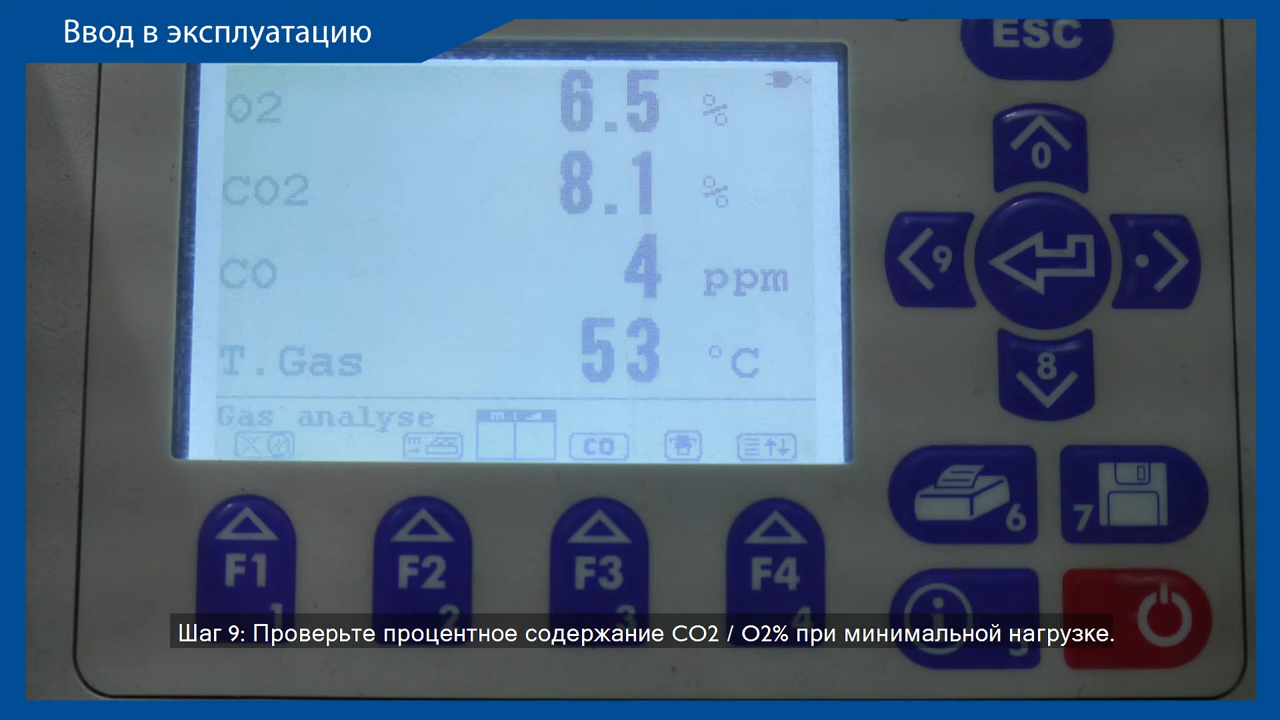 Ввод в эксплуатацию
ESC
O2 6.5 %
CO2 8.1 %
CO 4 ppm
T.Gas 53 °C
Gas analyse
CO
0
9
8
6
7
F1
F2
F3
F4
1
2
3
4
5
Шаг 9: Проверьте процентное содержание CO2 / O2% при минимальной нагрузке.